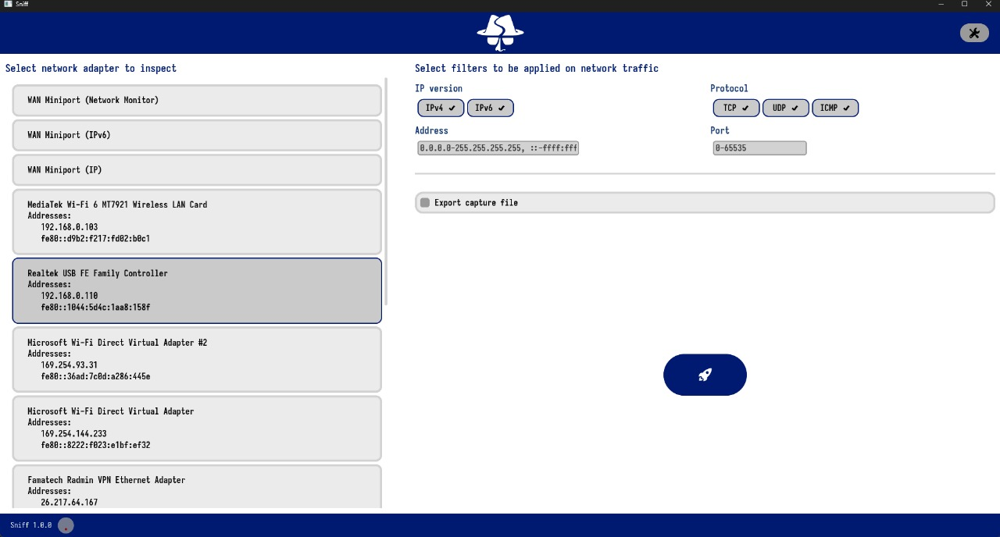 Sniff
Select network adapter to inspect
WAN Miniport (Network Monitor)
WAN Miniport (IPv6)
WAN Miniport (IP)
MediaTek Wi-Fi 6 MT7921 Wireless LAN Card
Addresses:
192.168.0.103
fe80::d9b2:f217:fd02:b0c1
Realtek USB FE Family Controller
Addresses:
192.168.0.110
fe80::1044:5d4c:1aa8:158f
Microsoft Wi-Fi Direct Virtual Adapter #2
Addresses:
169.254.93.31
fe80::36ad:7c0d:a286:445e
Microsoft Wi-Fi Direct Virtual Adapter
Addresses:
169.254.144.233
fe80::8222:f023:e1bf:ef32
Famatech Radmin VPN Ethernet Adapter
Addresses:
26.217.64.167
Select filters to be applied on network traffic
IP version
IPv4 ✔ IPv6 ✔
Protocol
TCP ✔ UDP ✔ ICMP ✔
Address
0.0.0.0-255.255.255.255, ::-ffff:fff
Port
0-65535
Export capture file
Sniff 1.0.0